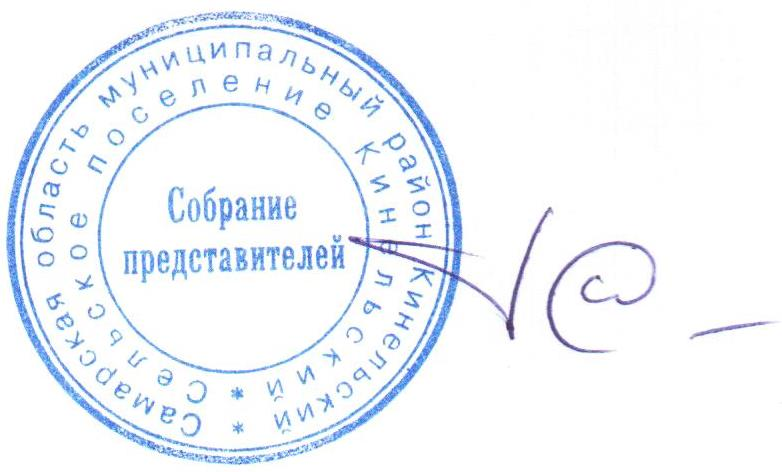 Самарская область муниципальный район Кинельский *
Сельское поселение Кинельский *
Собрание
представителей